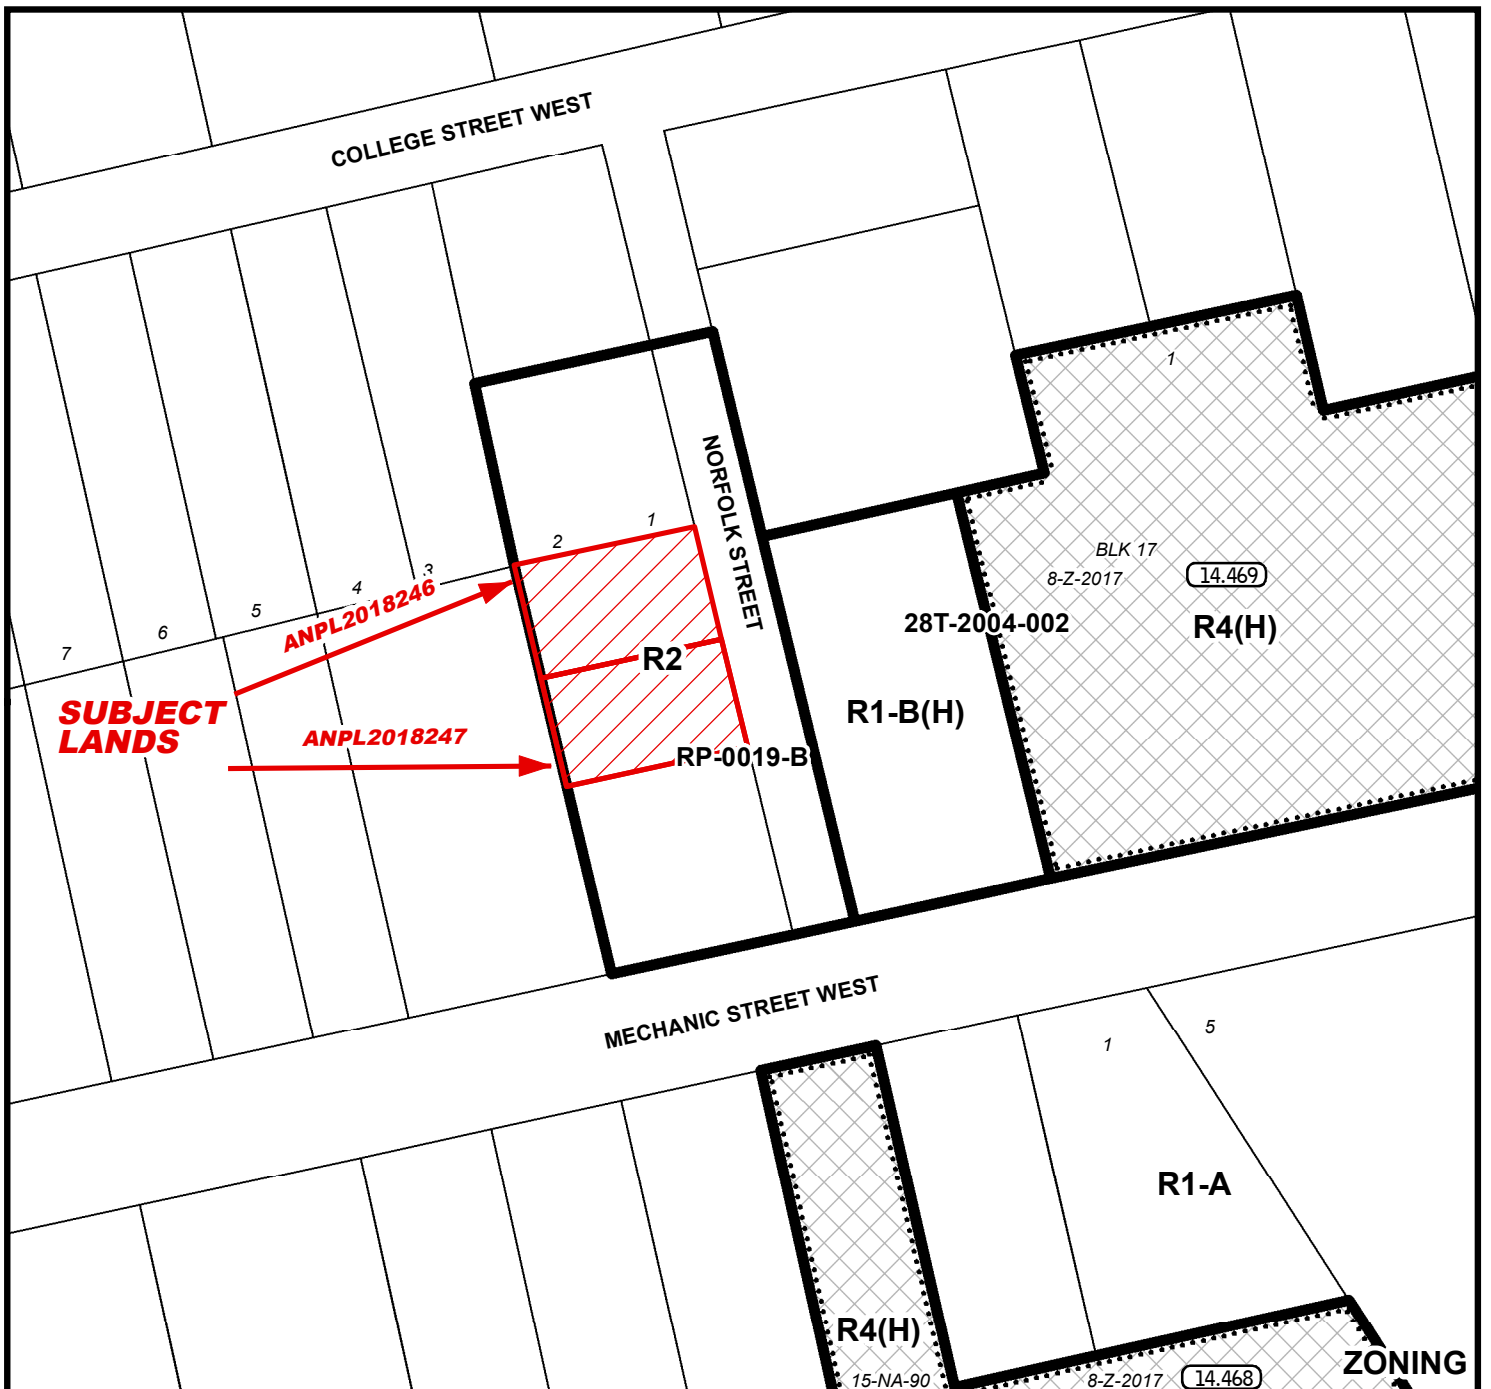 COLLEGE STREET WEST
1
NORFOLK STREET
1
2
BLK 17
8-Z-2017
14.469
3
4
5
6
7
ANPL2018246
28T-2004-002
R4(H)
R2
SUBJECT
LANDS
ANPL2018247
R1-B(H)
RP-0019-B
MECHANIC STREET WEST
5
1
R1-A
R4(H)
ZONING
15-NA-90
8-Z-2017
14.468